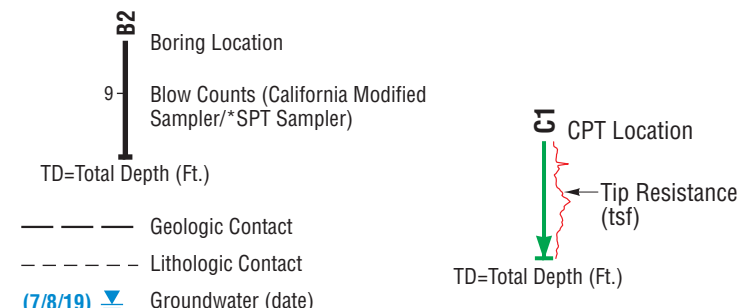 B2
Boring Location
9
Blow Counts (California Modified
Sampler/*SPT Sampler)
TD=Total Depth (Ft.)
Geologic Contact
Lithologic Contact
(7/8/19) Groundwater (date)
C1
CPT Location
Tip Resistance
(tsf)
TD=Total Depth (Ft.)